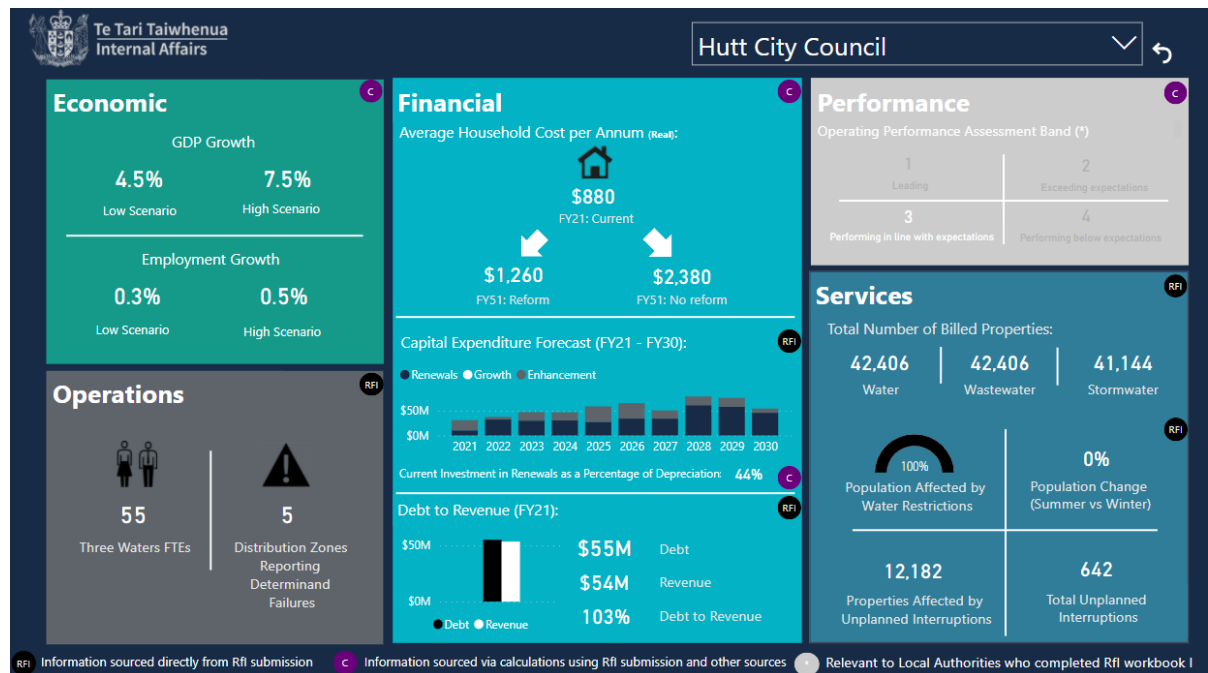 Te Tari Taiwhenua
Internal Affairs
Hutt City Council
Economic
C
GDP Growth
4.5%
7.5%
Low Scenario
High Scenario
Employment Growth
0.3%
0.5%
Low Scenario
High Scenario
Operations
RFI
55
5
Three Waters FTEs
Distribution Zones
Reporting
Determinand
Failures
Financial
C
Average Household Cost per Annum (Real):
$880
FY21: Current
$1,260
$2,380
FY51: Reform
FY51: No reform
Capital Expenditure Forecast (FY21 - FY30):
RFI
Renewals Growth Enhancement
$50M
$0M
2021 2022 2023 2024 2025 2026 2027 2028 2029 2030
Current Investment in Renewals as a Percentage of Depreciation: 44%
C
Debt to Revenue (FY21):
RFI
$50M
$0M
Debt Revenue
$55M Debt
$54M Revenue
103% Debt to Revenue
Performance
C
Operating Performance Assessment Band (*)
1
Leading
2
Exceeding expectations
3
Performing in line with expectations
4
Performing below expectations
Services
RFI
Total Number of Billed Properties:
42,406
42,406
41,144
Water
Wastewater
Stormwater
RFI
100%
Population Affected by
Water Restrictions
0%
Population Change
(Summer vs Winter)
12,182
Properties Affected by
Unplanned Interruptions
642
Total Unplanned
Interruptions
RFI Information sourced directly from RfI submission
C Information sourced via calculations using RfI submission and other sources
* Relevant to Local Authorities who completed RfI workbook I